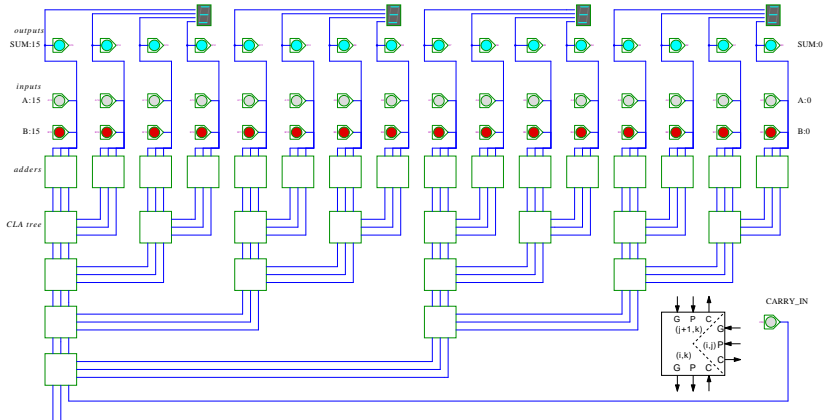 outputs
SUM:15
SUM:0
inputs
A:15
A:0
B:15
B:0
adders
CLA tree
CARRY_IN
G P C
(j+1,k)
G
(i,j) P
(i,k)
C
G P C